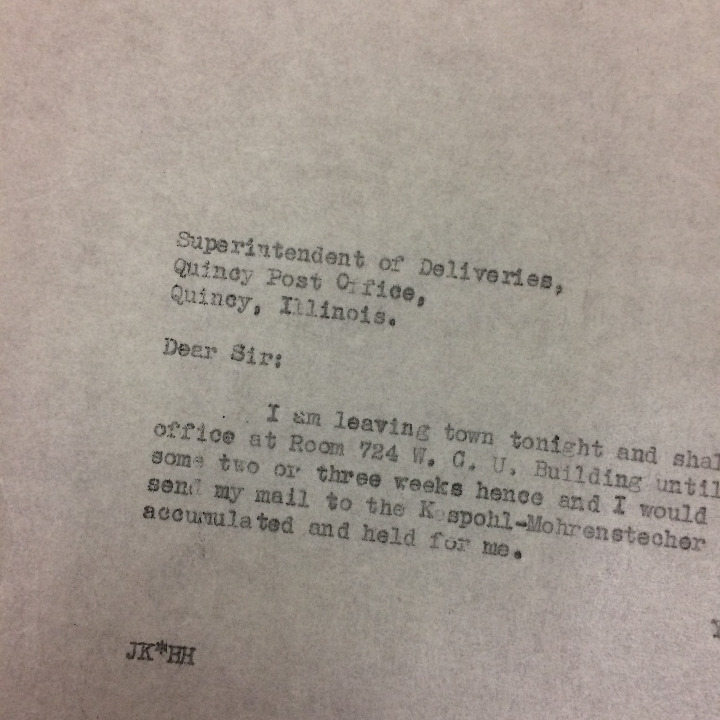 Superintendent of Deliveries,
Quincy Post Office,
Quincy, Illinois.
Dear Sir:
I am leaving town tonight and shal
office at Room 724 W. C. U. Building until
some two or three weeks hence and I would
send my mail to the Kespohl-Mohrenstecher
accumulated and held for me.
JK*HH